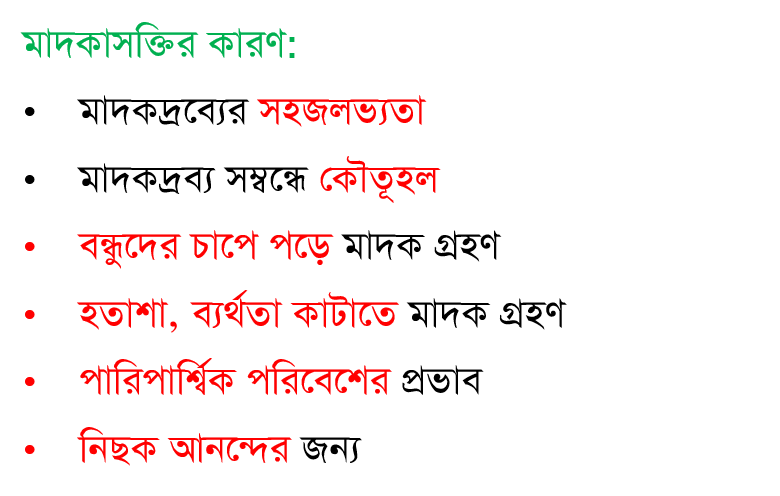 মাদকাসক্তির কারণ:
• মাদকদ্রব্যের সহজলভ্যতা
• মাদকদ্রব্য সম্বন্ধে কৌতূহল
• বন্ধুদের চাপে পড়ে মাদক গ্রহণ
• হতাশা, ব্যর্থতা কাটাতে মাদক গ্রহণ
• পারিপার্শ্বিক পরিবেশের প্রভাব
• নিছক আনন্দের জন্য